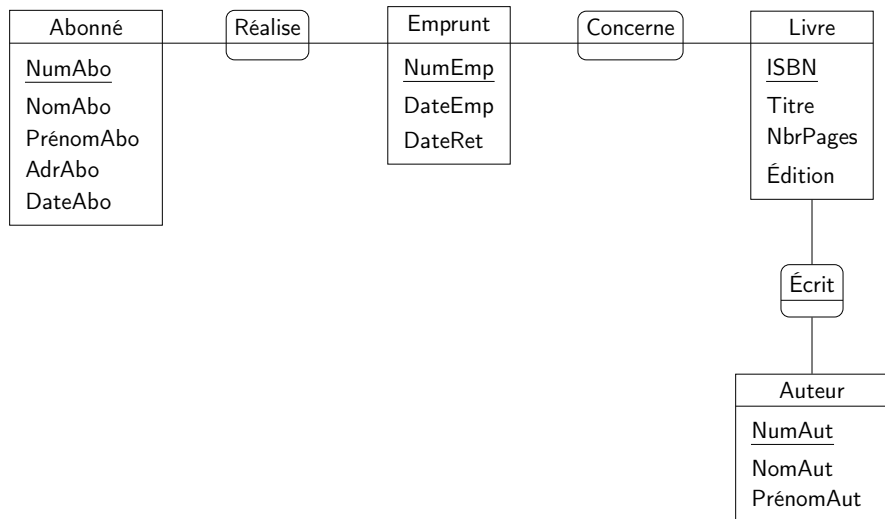 Abonné
NumAbo
NomAbo
PrénomAbo
AdrAbo
DateAbo
Réalise
Emprunt
NumEmp
DateEmp
DateRet
Concerne
Livre
ISBN
Titre
NbrPages
Édition
Écrit
Auteur
NumAut
NomAut
PrénomAut